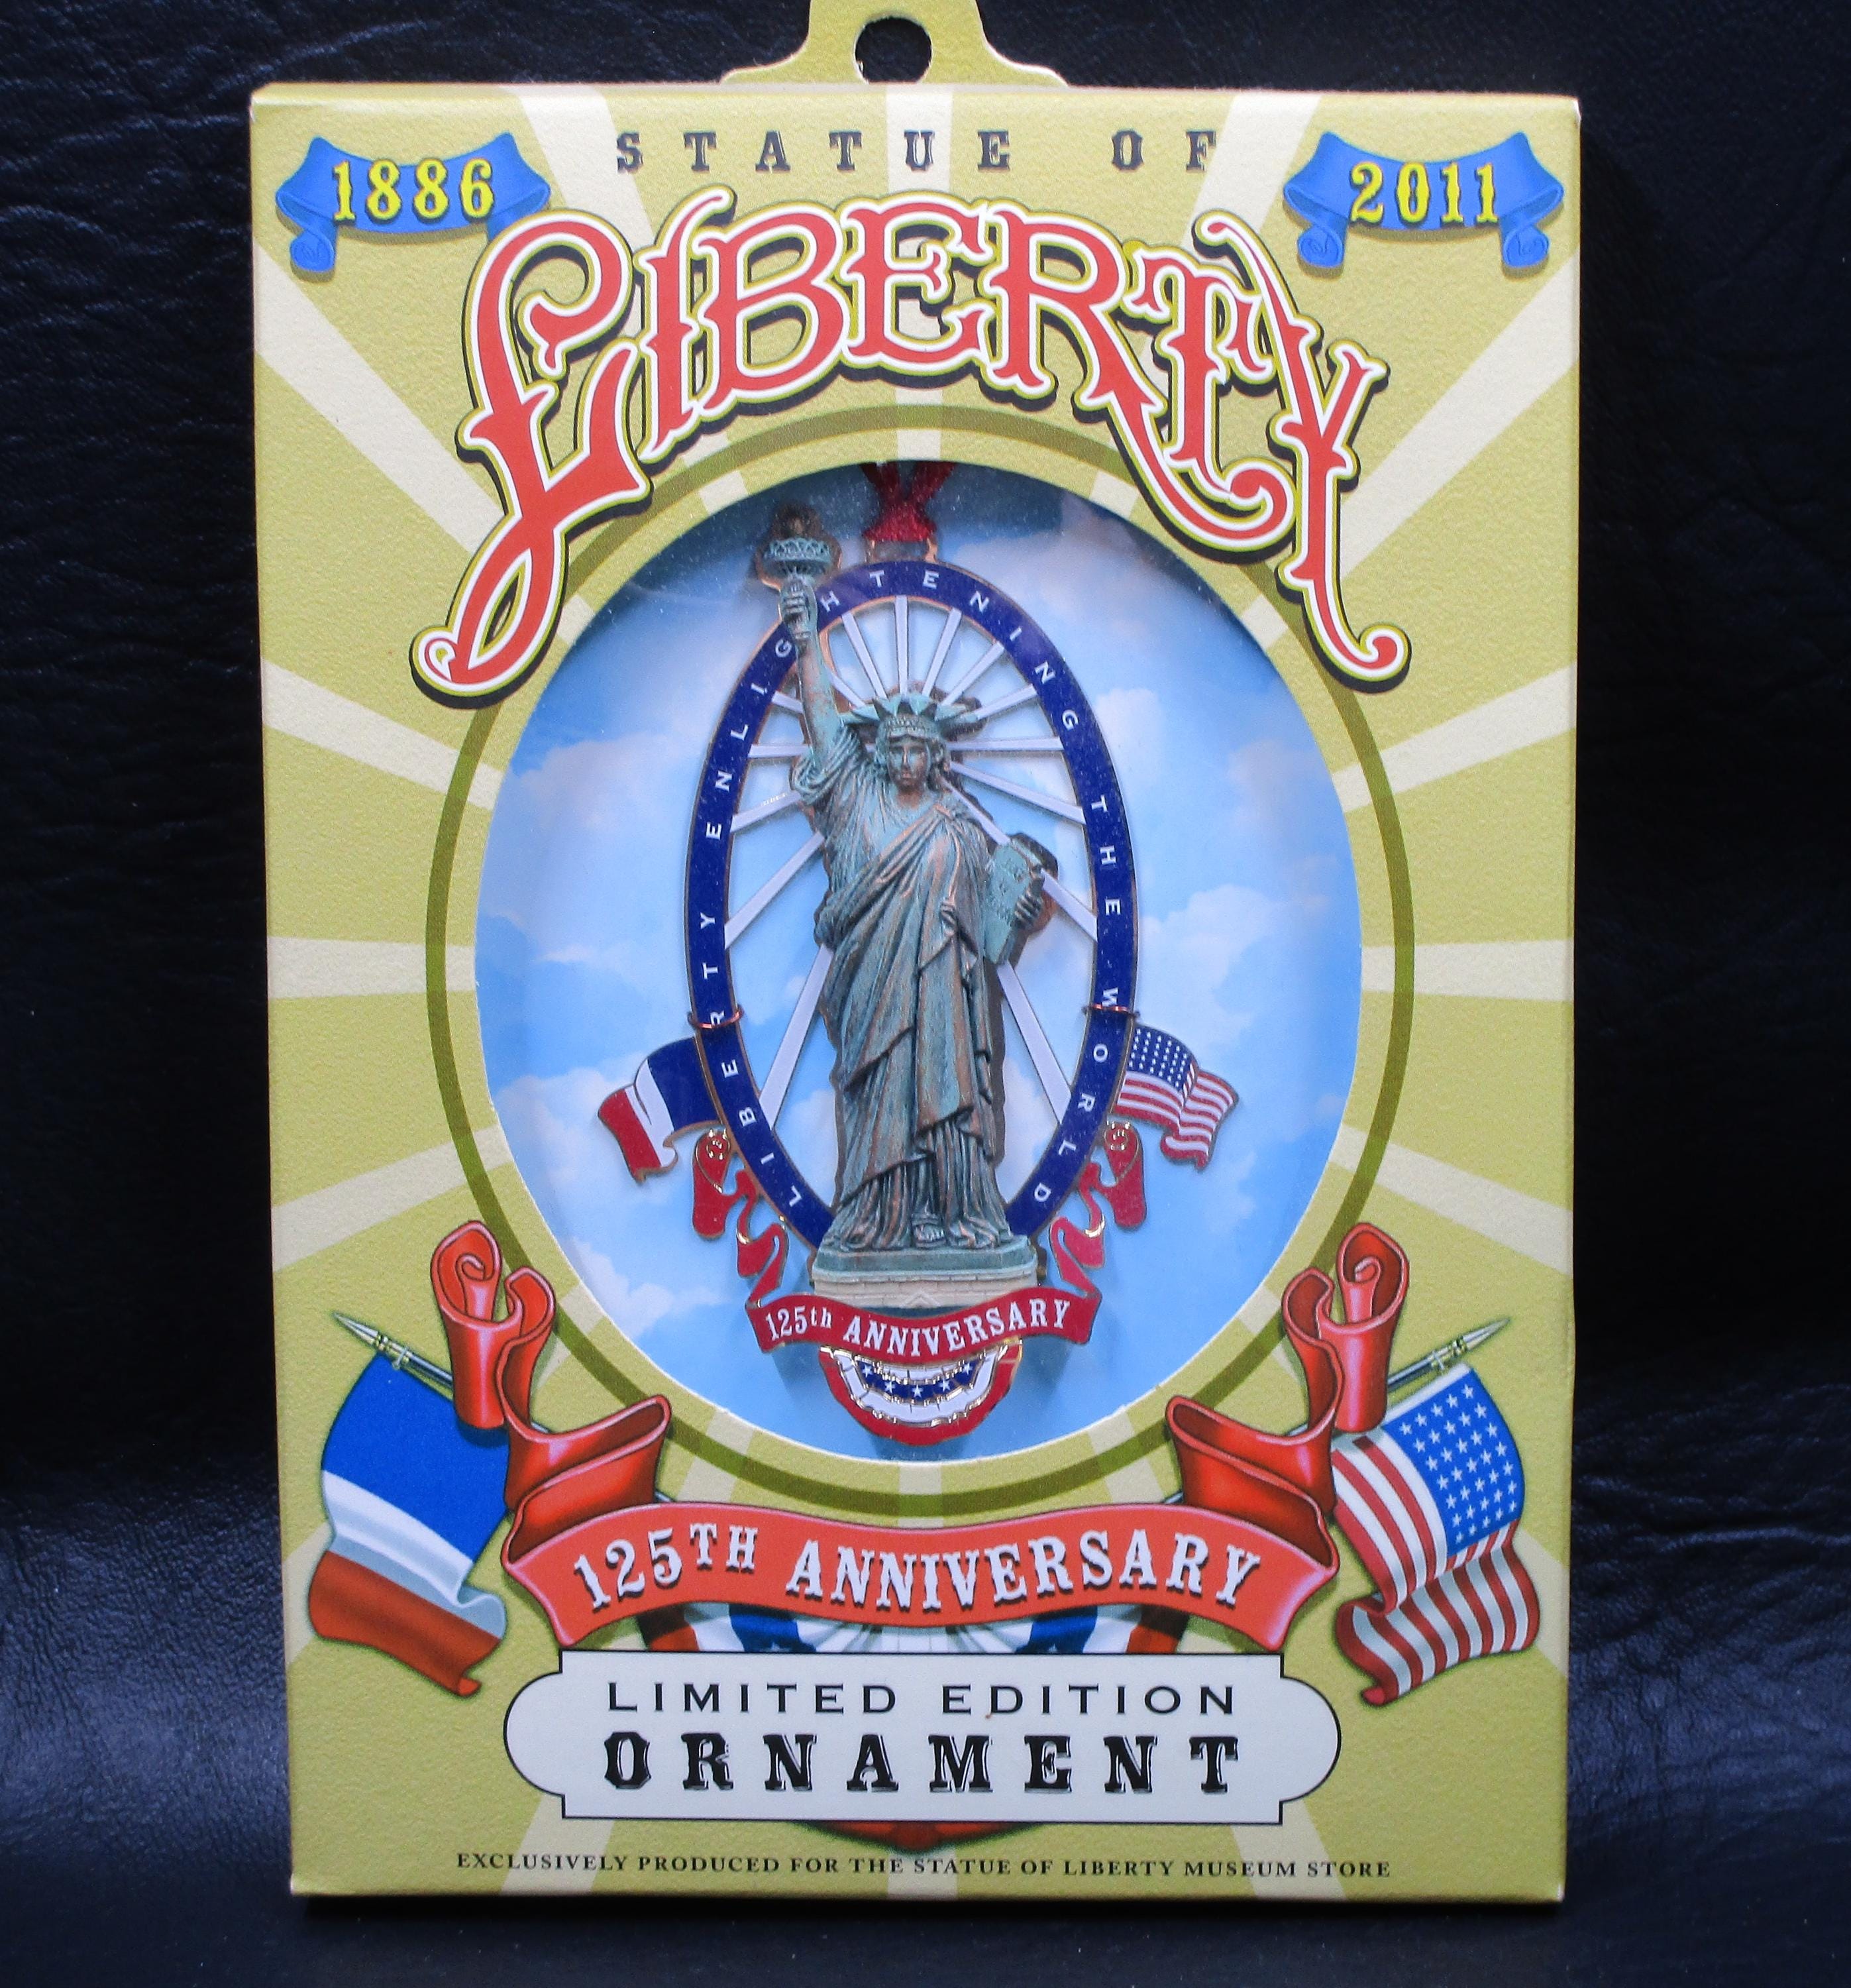 STATUE OF
1886
2011
LIBERTY
LIBERTY ENLIGHTENING THE WORLD
125th ANNIVERSARY
125TH ANNIVERSARY
LIMITED EDITION
ORNAMENT
EXCLUSIVELY PRODUCED FOR THE STATUE OF LIBERTY MUSEUM STORE